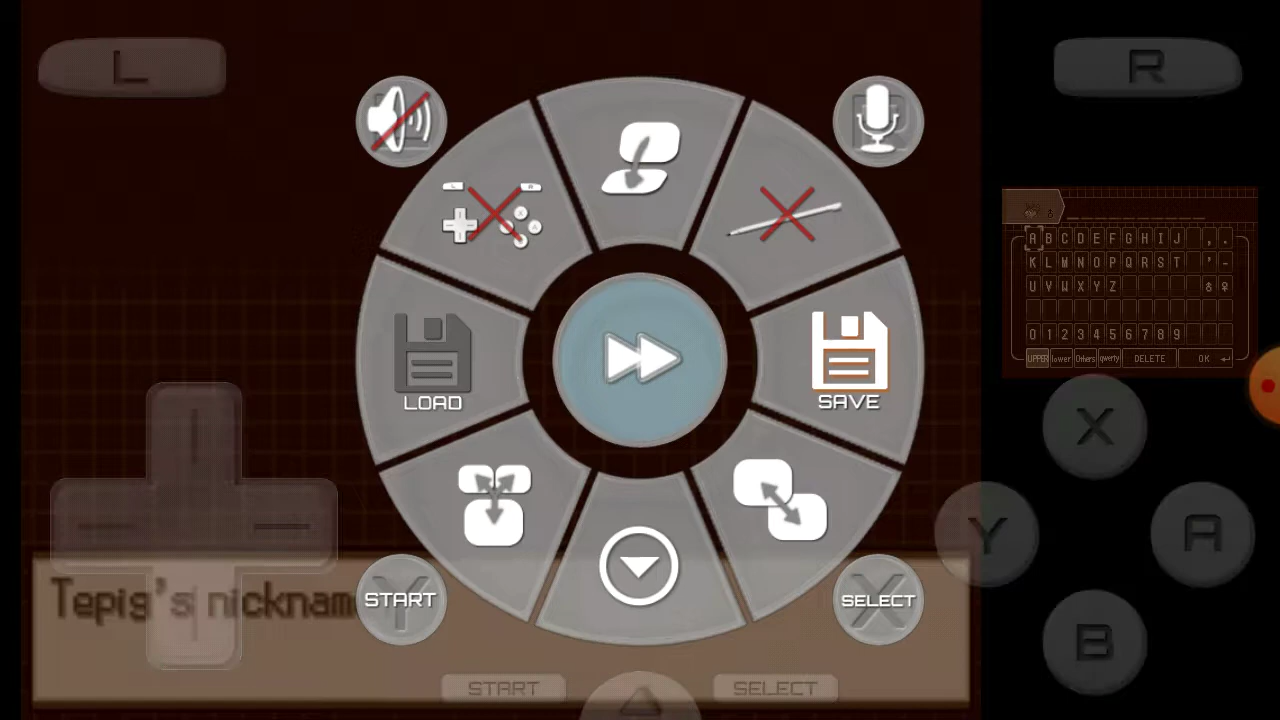 L
R
LOAD
SAVE
A B C D E F G H I J , .
K L M N O P Q R S T ' -
U V W X Y Z ♂ ♀
0 1 2 3 4 5 6 7 8 9
UPPER lower Others qwerty DELETE OK
X
Y
A
B
Tepig's nickname
START
Y
SELECT
X
START
SELECT